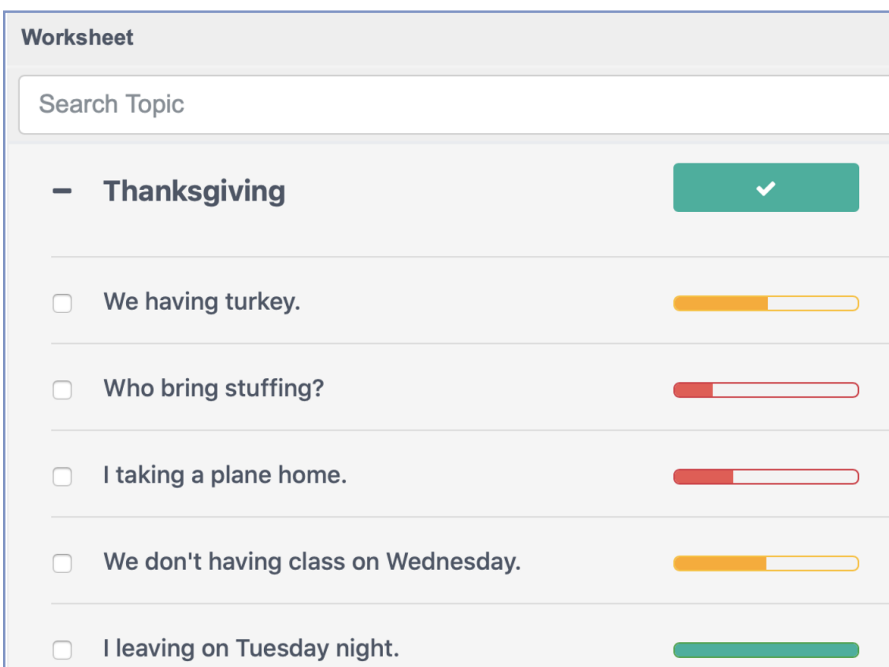 Worksheet
Search Topic
Thanksgiving
We having turkey.
Who bring stuffing?
I taking a plane home.
We don't having class on Wednesday.
I leaving on Tuesday night.